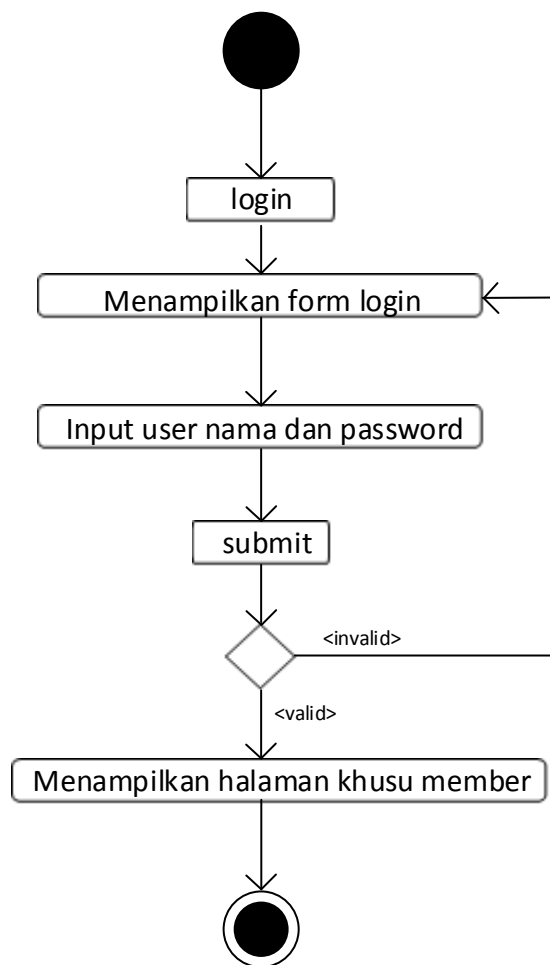 login
Menampilkan form login
Input user nama dan password
submit
<invalid>
<valid>
Menampilkan halaman khusu member